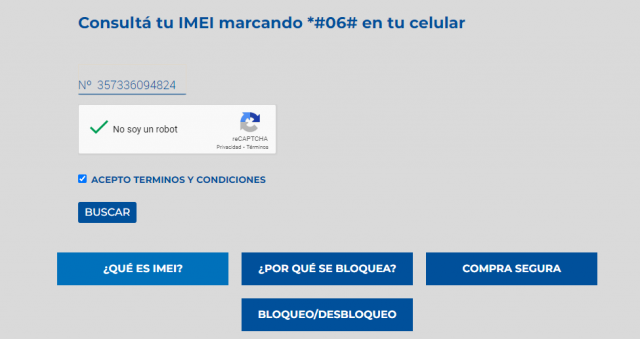 Consultá tu IMEI marcando *#06# en tu celular
Nº 357336094824
No soy un robot
reCAPTCHA
Privacidad - Términos
ACEPTO TERMINOS Y CONDICIONES
BUSCAR
¿QUÉ ES IMEI?
¿POR QUÉ SE BLOQUEA?
COMPRA SEGURA
BLOQUEO/DESBLOQUEO